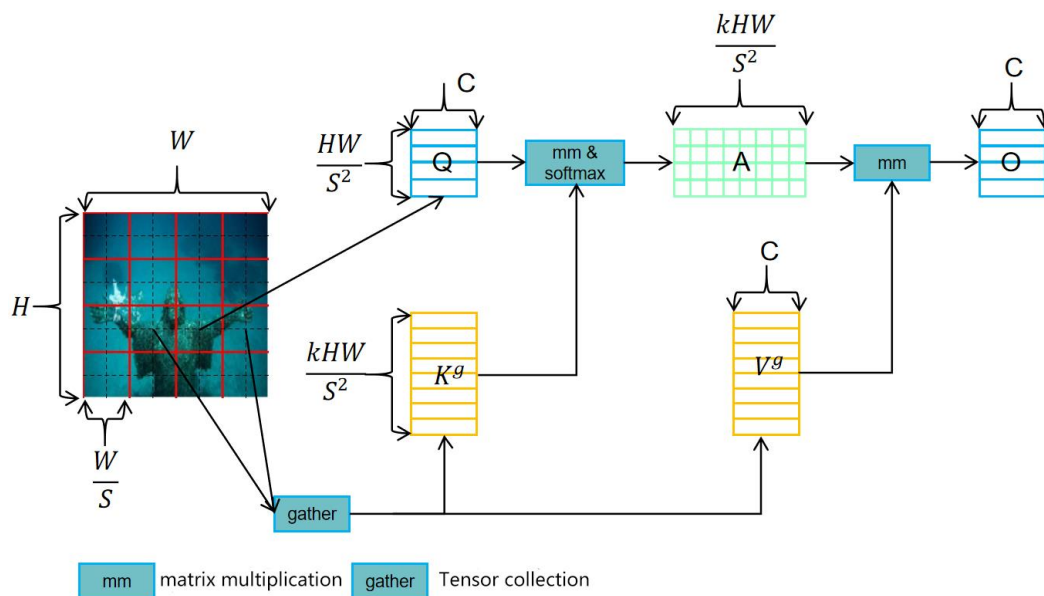 W
H
W/S
C
HW/S²
Q
mm &
softmax
kHW/S²
A
mm
C
O
kHW/S²
K^g
C
V^g
gather
mm matrix multiplication gather Tensor collection